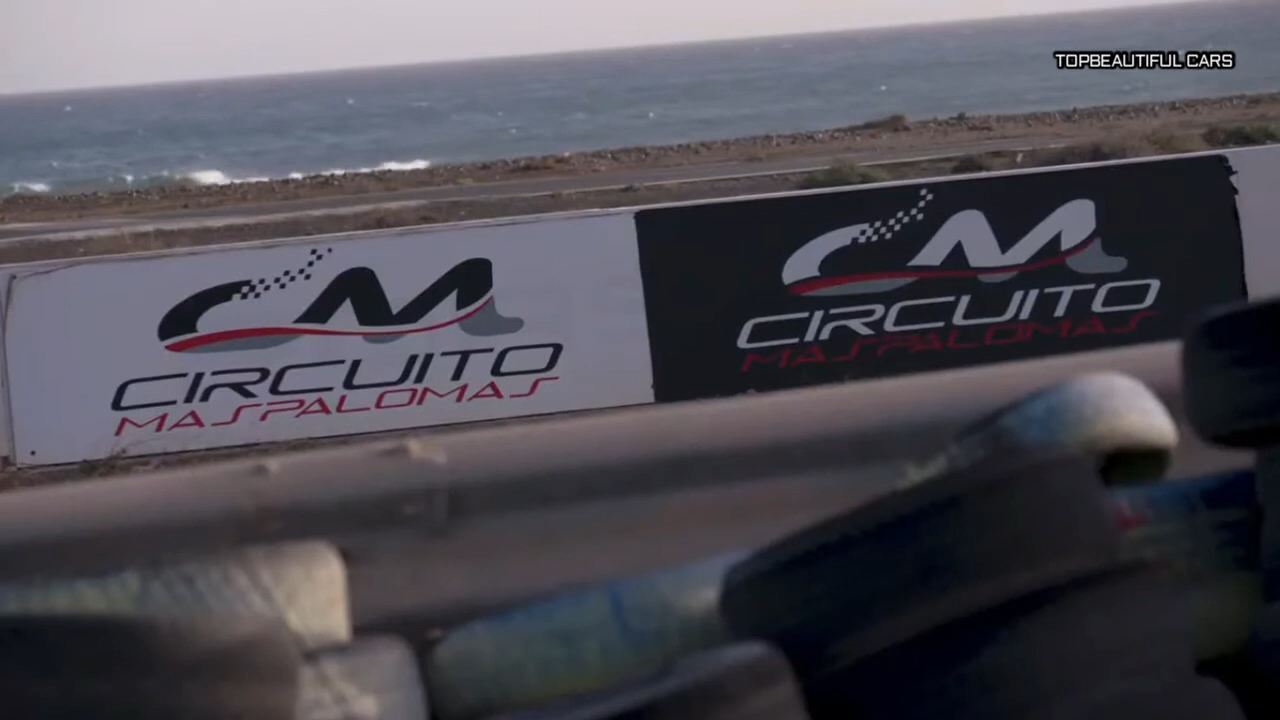 TOPBEAUTIFUL CARS
CM
CIRCUITO
MASPALOMAS
CM
CIRCUITO
MASPALOMAS